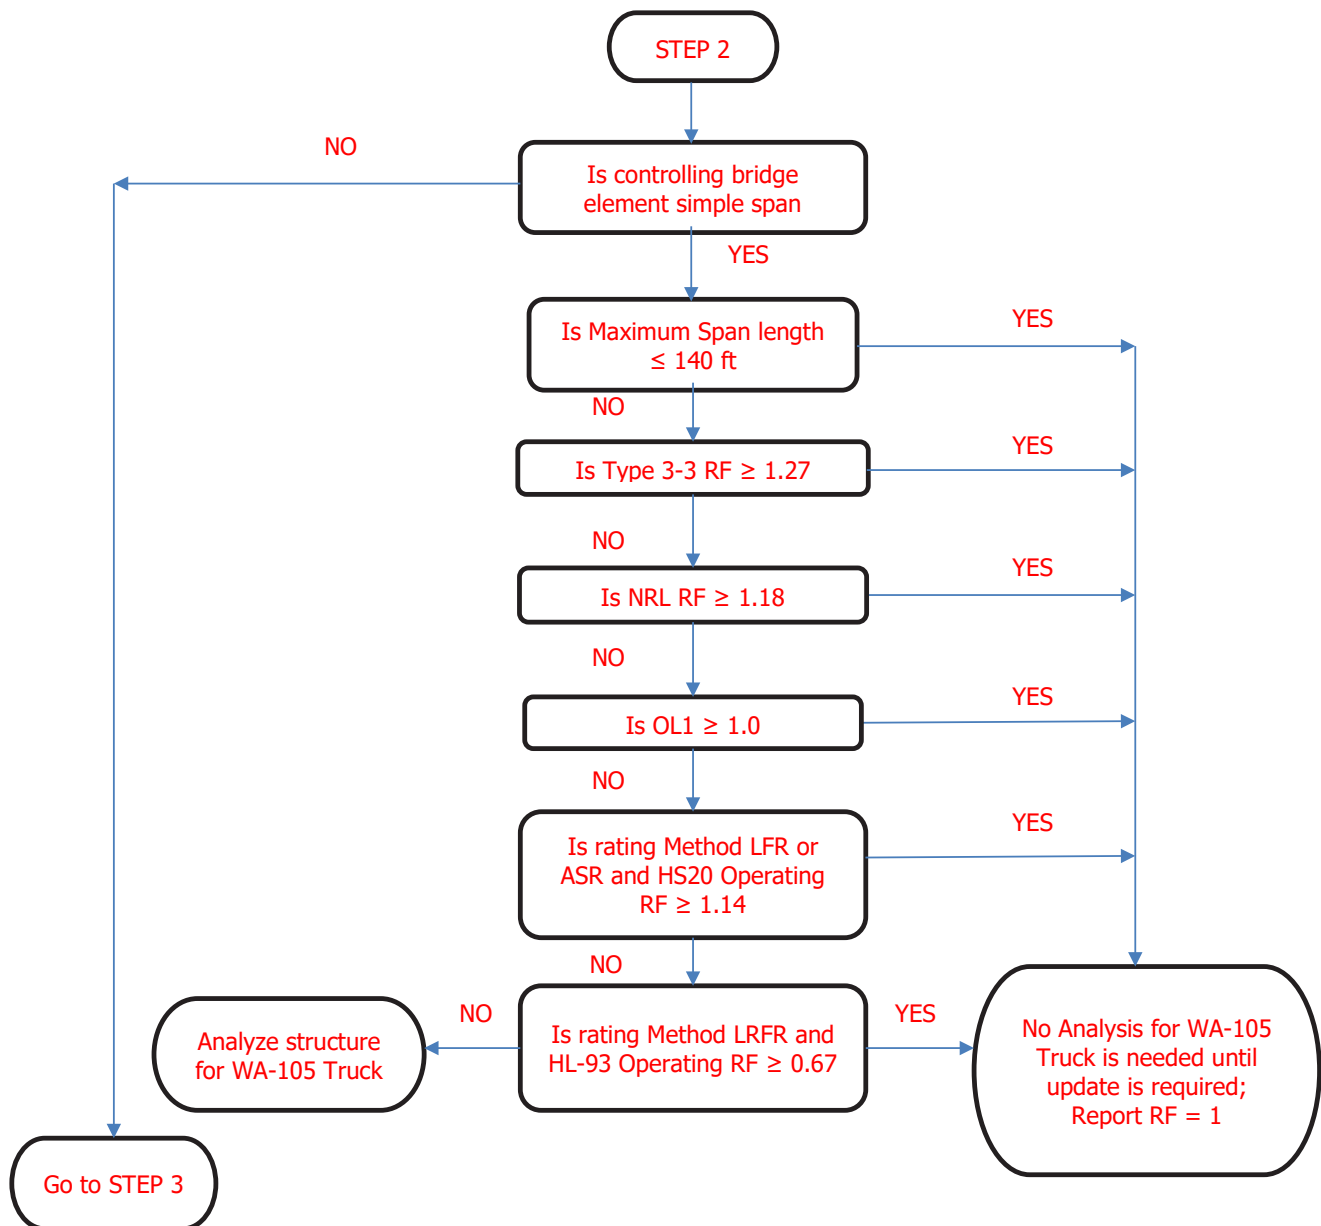 STEP 2
NO
Is controlling bridge
element simple span
YES
Is Maximum Span length
≤ 140 ft
YES
NO
Is Type 3-3 RF ≥ 1.27
YES
NO
Is NRL RF ≥ 1.18
YES
NO
Is OL1 ≥ 1.0
YES
NO
Is rating Method LFR or
ASR and HS20 Operating
RF ≥ 1.14
YES
NO
Is rating Method LRFR and
HL-93 Operating RF ≥ 0.67
NO
YES
Analyze structure
for WA-105 Truck
No Analysis for WA-105
Truck is needed until
update is required;
Report RF = 1
Go to STEP 3